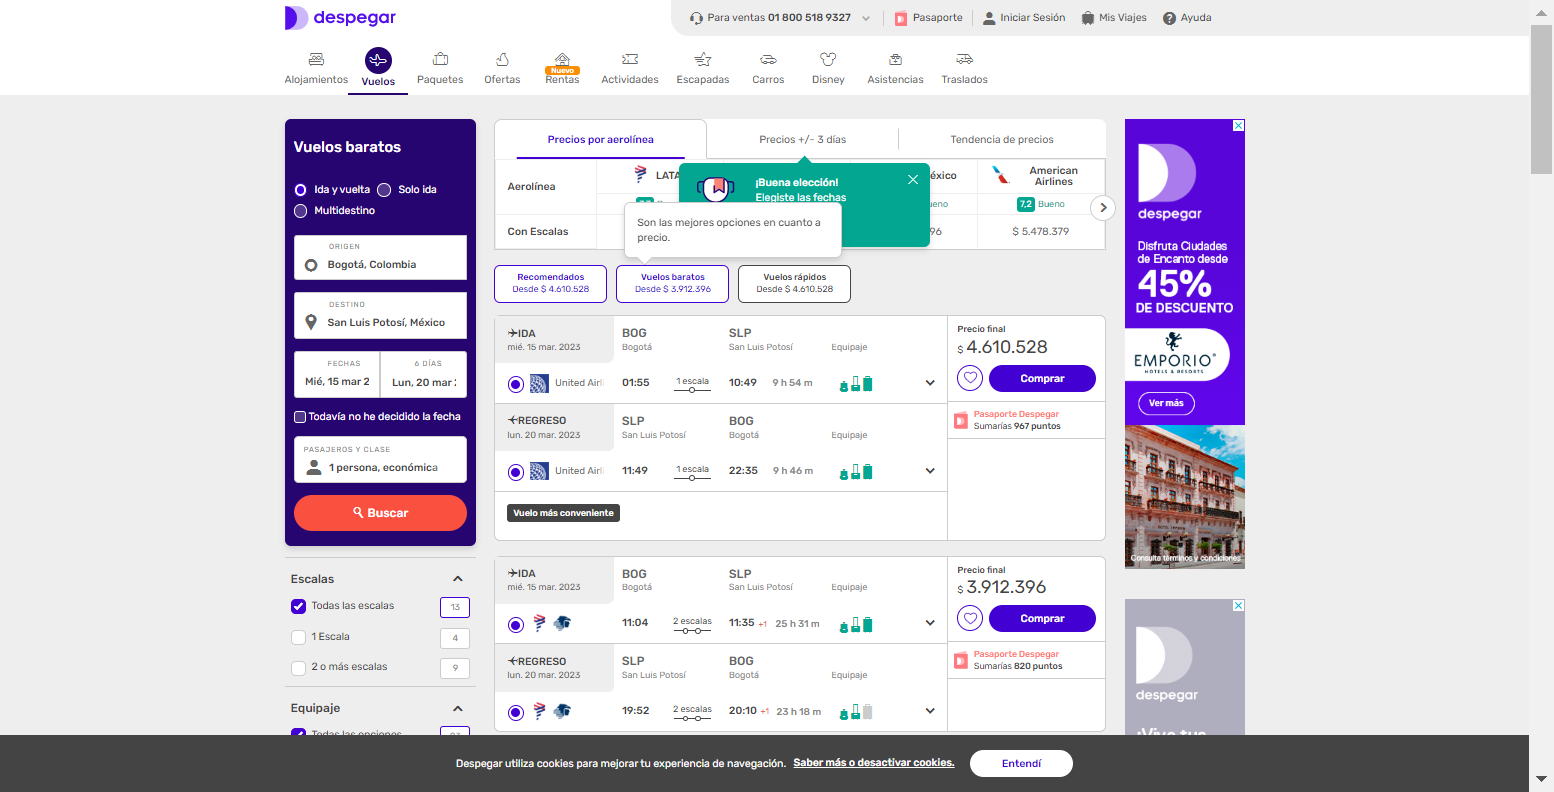 despegar
Para ventas 01 800 518 9327
Pasaporte
Iniciar Sesión
Mis Viajes
Ayuda
Alojamientos
Vuelos
Paquetes
Ofertas
Nuevo
Rentas
Actividades
Escapadas
Carros
Disney
Asistencias
Traslados
Vuelos baratos
Ida y vuelta
Solo ida
Multidestino
ORIGEN
Bogotá, Colombia
DESTINO
San Luis Potosí, México
FECHAS
6 DÍAS
Mié, 15 mar 2
Lun, 20 mar
Todavía no he decidido la fecha
PASAJEROS Y CLASE
1 persona, económica
Buscar
Escalas
Todas las escalas
13
1 Escala
4
2 o más escalas
9
Equipaje
Todas las opciones
Precios por aerolínea
Precios +/- 3 días
Tendencia de precios
Aerolínea
LATA
éxico
American
Airlines
ueno
7,2 Bueno
Con Escalas
96
$ 5.478.379
¡Buena elección!
Elegiste las fechas
Son las mejores opciones en cuanto a
precio.
Recomendados
Desde $ 4.610.528
Vuelos baratos
Desde $ 3.912.396
Vuelos rápidos
Desde $ 4.610.528
IDA
BOG
SLP
mié. 15 mar. 2023
Bogotá
San Luis Potosí
Equipaje
United Airl
01:55
1 escala
10:49
9 h 54 m
REGRESO
SLP
BOG
lun. 20 mar. 2023
San Luis Potosí
Bogotá
Equipaje
United Airl
11:49
1 escala
22:35
9 h 46 m
Vuelo más conveniente
Precio final
$ 4.610.528
Comprar
Pasaporte Despegar
Sumarías 967 puntos
IDA
BOG
SLP
mié. 15 mar. 2023
Bogotá
San Luis Potosí
Equipaje
11:04
2 escalas
11:35 +1
25 h 31 m
REGRESO
SLP
BOG
lun. 20 mar. 2023
San Luis Potosí
Bogotá
Equipaje
19:52
2 escalas
20:10 +1
23 h 18 m
Precio final
$ 3.912.396
Comprar
Pasaporte Despegar
Sumarías 820 puntos
despegar
Disfruta Ciudades
de Encanto desde
45%
DE DESCUENTO
EMPORIO®
HOTELS & RESORTS
Ver más
Consulte términos y condiciones
despegar
¡Vive tus
Despegar utiliza cookies para mejorar tu experiencia de navegación. Saber más o desactivar cookies.
Entendí